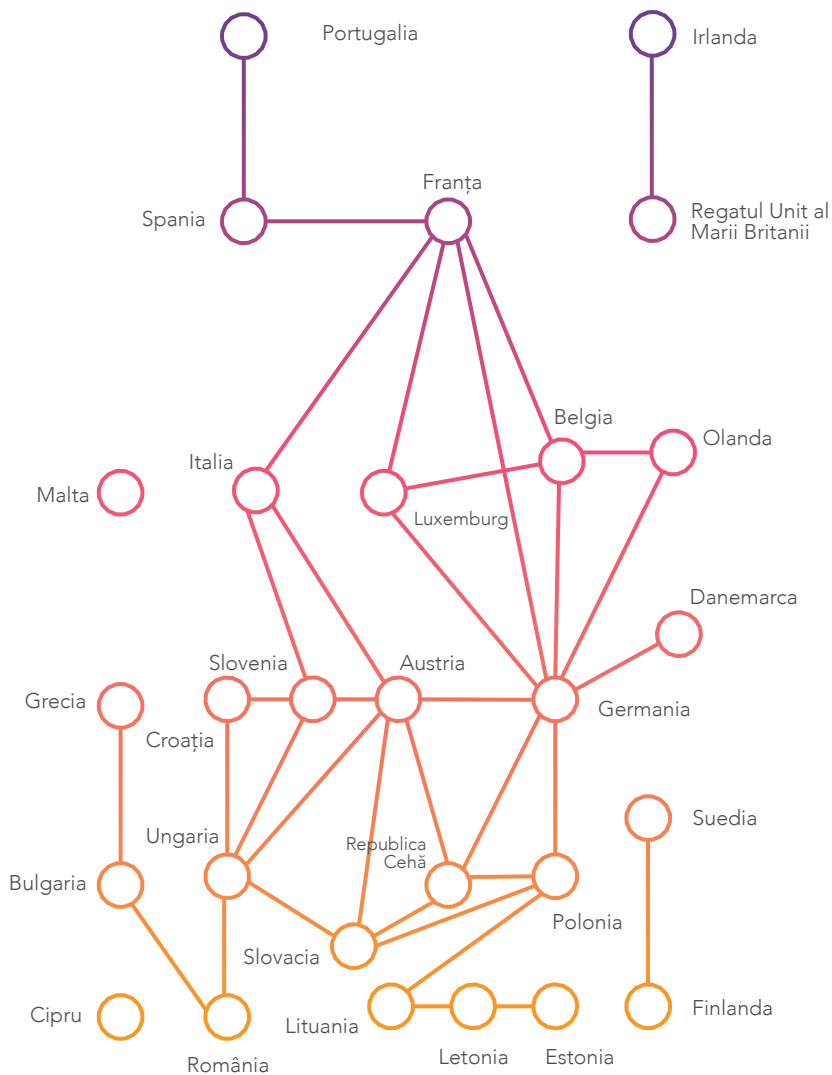 Portugalia
Irlanda
Franța
Spania
Regatul Unit al
Marii Britanii
Belgia
Olanda
Italia
Malta
Luxemburg
Danemarca
Slovenia
Austria
Grecia
Germania
Croația
Suedia
Ungaria
Republica
Cehă
Bulgaria
Polonia
Slovacia
Cipru
Lituania
Finlanda
România
Letonia
Estonia